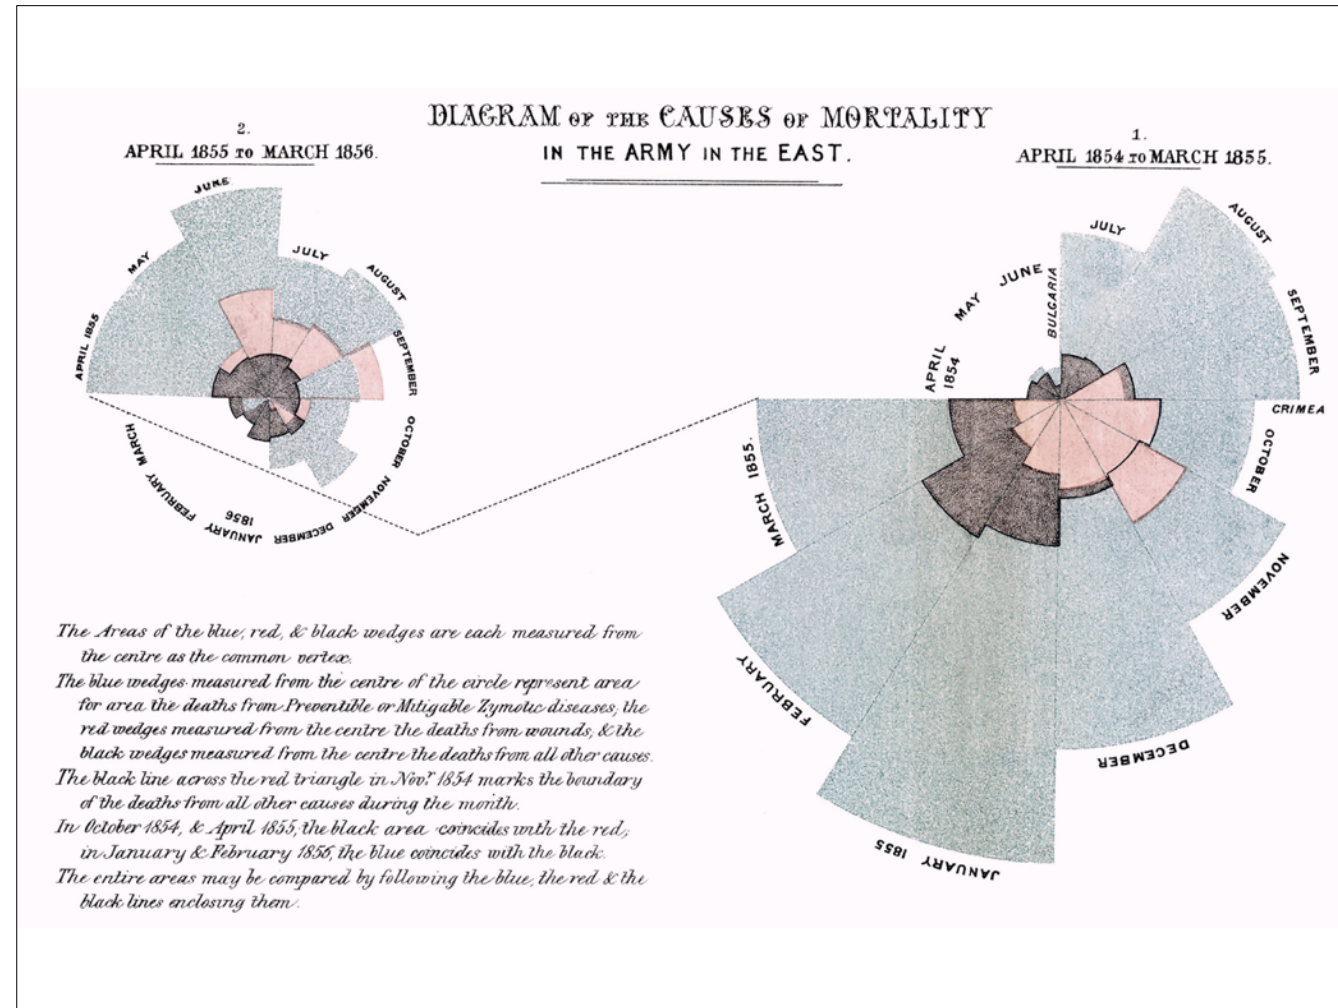 DIAGRAM OF THE CAUSES OF MORTALITY
IN THE ARMY IN THE EAST.
2.
APRIL 1855 TO MARCH 1856.
1.
APRIL 1854 TO MARCH 1855.
APRIL 1855
MAY
JUNE
JULY
AUGUST
SEPTEMBER
OCTOBER
NOVEMBER
DECEMBER
JANUARY
1856
FEBRUARY
MARCH
APRIL
1854
MAY
JUNE
BULGARIA
JULY
AUGUST
SEPTEMBER
CRIMEA
OCTOBER
NOVEMBER
DECEMBER
JANUARY 1855
FEBRUARY
MARCH 1855.
The Areas of the blue, red, & black wedges are each measured from
the centre as the common vertex.
The blue wedges measured from the centre of the circle represent area
for area the deaths from Preventible or Mitigable Zymotic diseases; the
red wedges measured from the centre the deaths from wounds; & the
black wedges measured from the centre the deaths from all other causes.
The black line across the red triangle in Novr. 1854 marks the boundary
of the deaths from all other causes during the month.
In October 1854, & April 1855, the black area coincides with the red;
in January & February 1856, the blue coincides with the black.
The entire areas may be compared by following the blue, the red & the
black lines enclosing them.